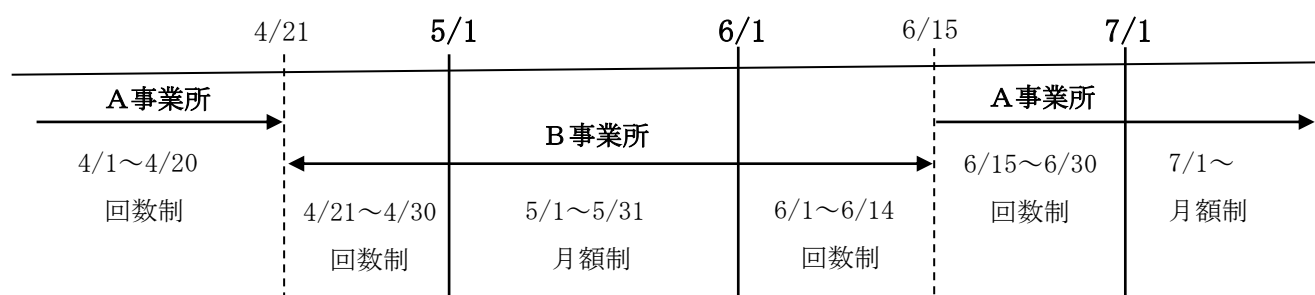 4/21 5/1 6/1 6/15 7/1
A事業所 A事業所
B事業所
4/1～4/20 6/15～6/30 7/1～
回数制 4/21～4/30 5/1～5/31 6/1～6/14 回数制 月額制
回数制 月額制 回数制